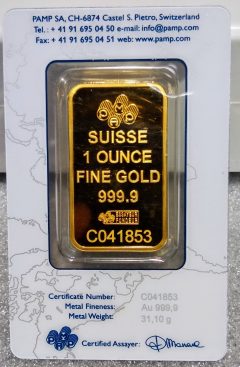 PAMP SA, CH-6874 Castel S. Pietro, Switzerland
Tel.: + 41 91 695 04 50 e-mail: info@pamp.com
Fax: + 41 91 695 04 51 web: www.pamp.com
SUISSE
1 OUNCE
FINE GOLD
999.9
ESSAYEUR
FONDEUR
C041853
Certificate Number: C041853
Metal Fineness: Au 999,9
Metal Weight: 31,10 g
Certified Assayer: